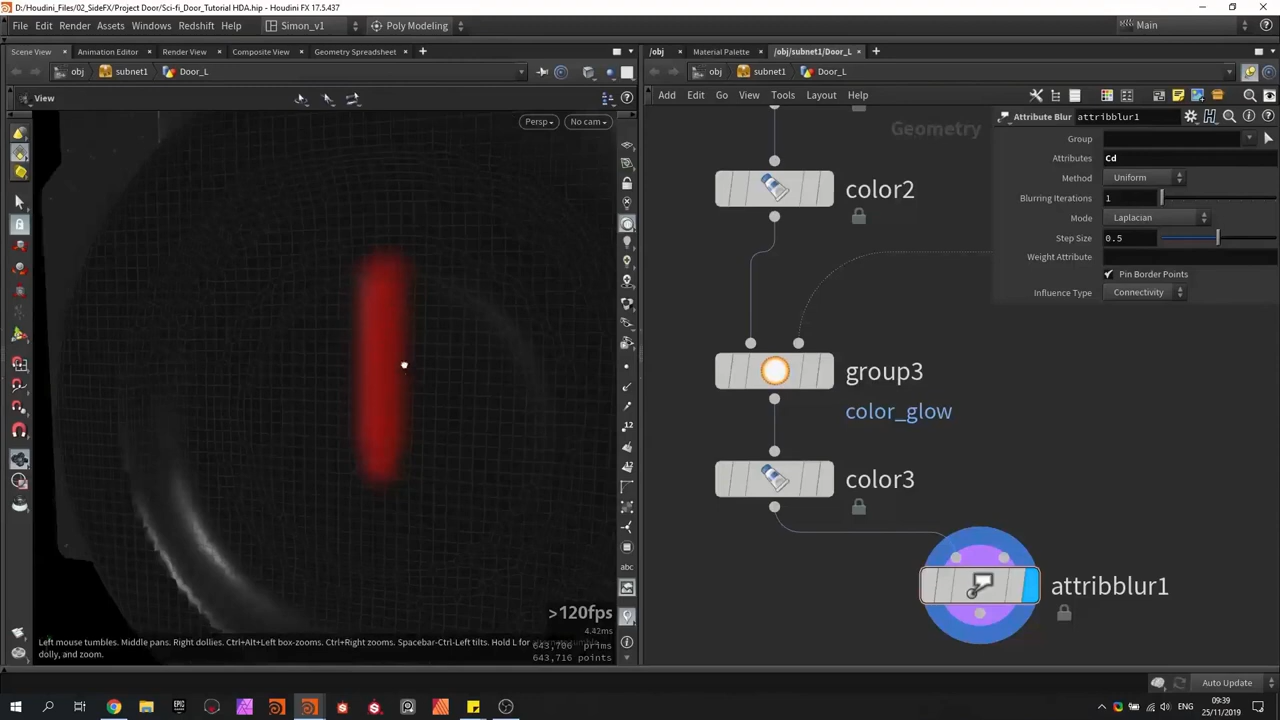 D:/Houdini_Files/02_SideFX/Project Door/Sci-fi_Door_Tutorial HDA.hip - Houdini FX 17.5.437
File Edit Render Assets Windows Redshift Help Simon_v1 Poly Modeling Main
Scene View Animation Editor Render View Composite View Geometry Spreadsheet
/obj Material Palette /obj/subnet1/Door_L
obj subnet1 Door_L
obj subnet1 Door_L
View
Add Edit Go View Tools Layout Help
Persp No cam
Geometry
Attribute Blur attribblur1
Group
Attributes Cd
Method Uniform
Blurring Iterations 1
Mode Laplacian
Step Size 0.5
Weight Attribute
Pin Border Points
Influence Type Connectivity
color2
group3
color_glow
color3
attribblur1
12
12
abc
>120fps
4.42ms
Left mouse tumbles. Middle pans. Right dollies. Ctrl+Alt+Left box-zooms. Ctrl+Right zooms. Spacebar-Ctrl-Left tilts. Hold L for
dolly, and zoom.
643,706 prims
643,716 points
Auto Update
EPIC
ENG
09:39
25/11/2019